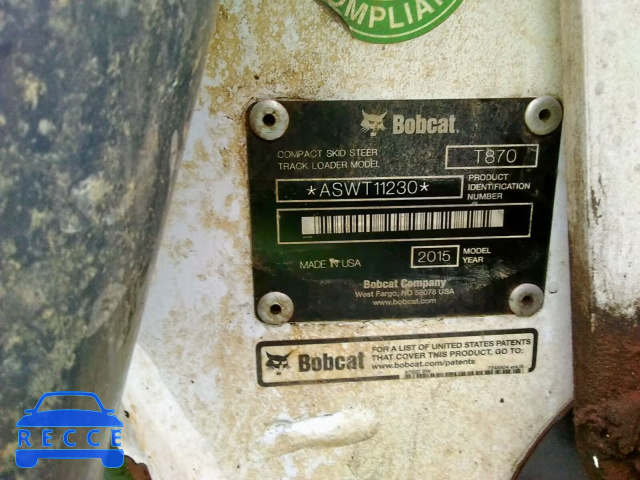 COMPLIAN
Bobcat
COMPACT SKID STEER
TRACK LOADER MODEL
T870
*ASWT11230*
PRODUCT
IDENTIFICATION
NUMBER
MADE IN USA
2015
MODEL
YEAR
Bobcat Company
West Fargo, ND 58078 USA
www.bobcat.com
Bobcat
FOR A LIST OF UNITED STATES PATENTS
THAT COVER THIS PRODUCT, GO TO:
www.bobcat.com/patents
RECCE